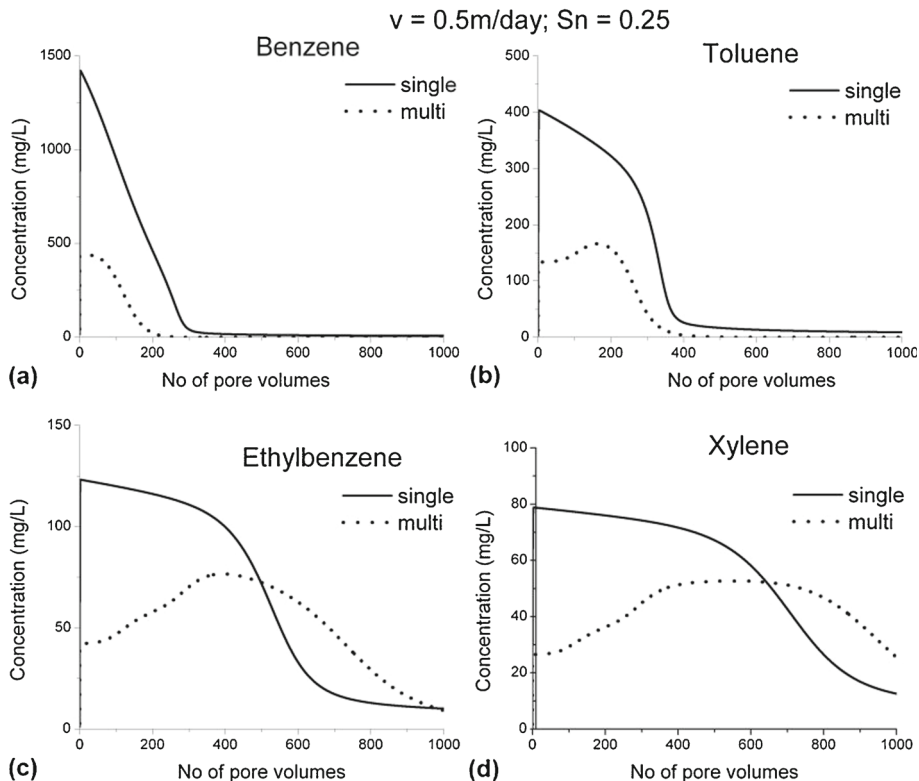 v = 0.5m/day; Sn = 0.25
Benzene
single
multi
Concentration (mg/L)
1500
1000
500
0
0 200 400 600 800 1000
No of pore volumes
(a)
Toluene
single
multi
Concentration (mg/L)
500
400
300
200
100
0
0 200 400 600 800 1000
No of pore volumes
(b)
Ethylbenzene
single
multi
Concentration (mg/L)
150
100
50
0
0 200 400 600 800 1000
No of pore volumes
(c)
Xylene
single
multi
Concentration (mg/L)
100
80
60
40
20
0
0 200 400 600 800 1000
No of pore volumes
(d)